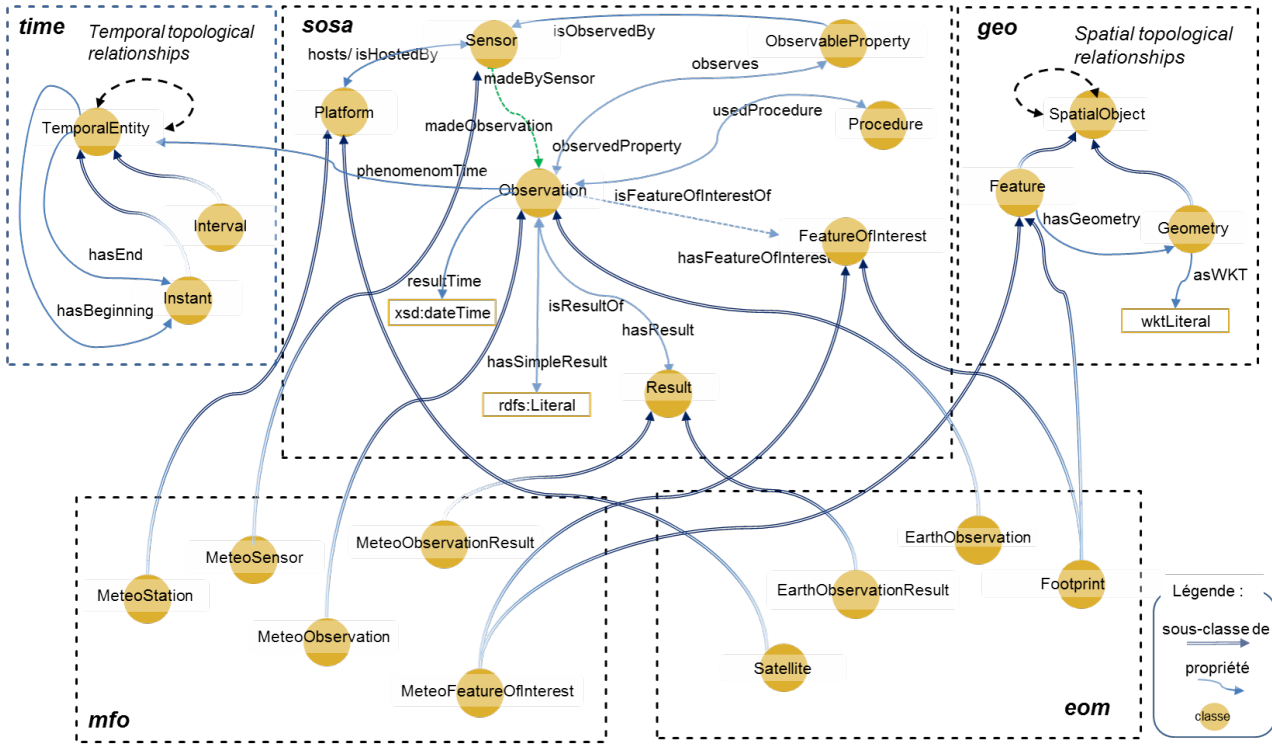 time
Temporal topological
relationships
TemporalEntity
Interval
hasEnd
Instant
hasBeginning
sosa
Sensor
isObservedBy
ObservableProperty
hosts/ isHostedBy
observes
madeBySensor
Platform
usedProcedure
Procedure
madeObservation
observedProperty
phenomenomTime
Observation
isFeatureOfInterestOf
FeatureOfInterest
hasFeatureOfInterest
resultTime
xsd:dateTime
isResultOf
hasResult
hasSimpleResult
Result
rdfs:Literal
geo
Spatial topological
relationships
SpatialObject
Feature
hasGeometry
Geometry
asWKT
wktLiteral
MeteoObservationResult
MeteoSensor
MeteoStation
MeteoObservation
MeteoFeatureOfInterest
mfo
EarthObservation
EarthObservationResult
Footprint
Satellite
eom
Légende :
sous-classe de
propriété
classe